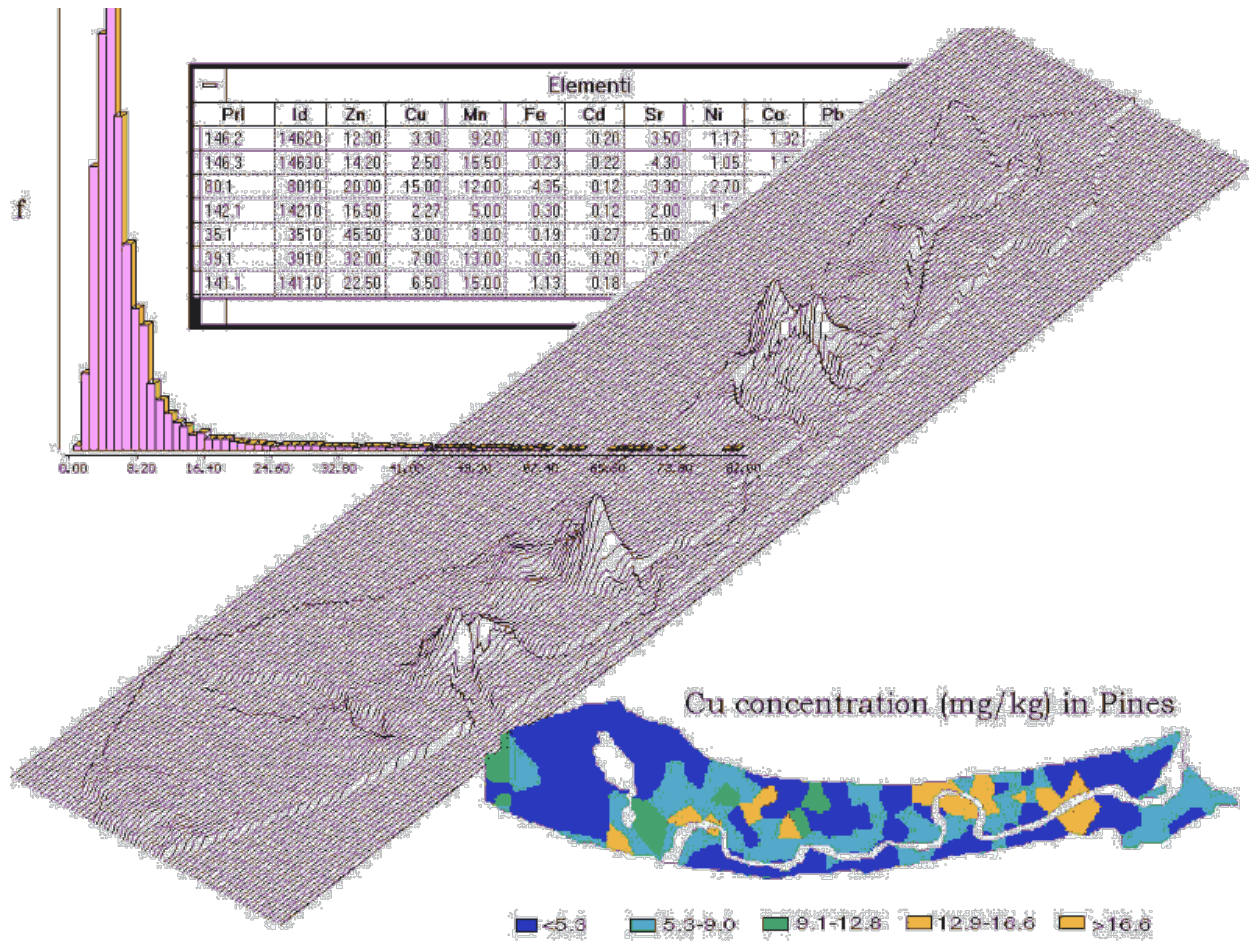 Elementi
Prl Id Zn Cu Mn Fe Cd Sr Ni Co Pb
146.2 14620 12.30 3.30 9.20 0.30 0.20 3.50 1.17 1.32
146.3 14630 14.20 2.50 15.50 0.23 0.22 4.30 1.05
80.1 8010 20.00 15.00 12.00 4.35 0.12 3.30 2.70
142.1 14210 16.50 2.27 5.00 0.30 0.12 2.00
35.1 3510 45.50 3.00 8.00 0.19 0.27 5.00
39.1 3910 32.00 7.00 13.00 0.30 0.20
141.1 14110 22.50 6.50 15.00 1.13 0.18
f
0.00 8.20 16.40 24.60 32.80 41.00 49.20 57.40 65.60 73.80 82.00
Cu concentration (mg/kg) in Pines
<5.3 5.3-9.0 9.1-12.8 12.9-16.6 >16.6